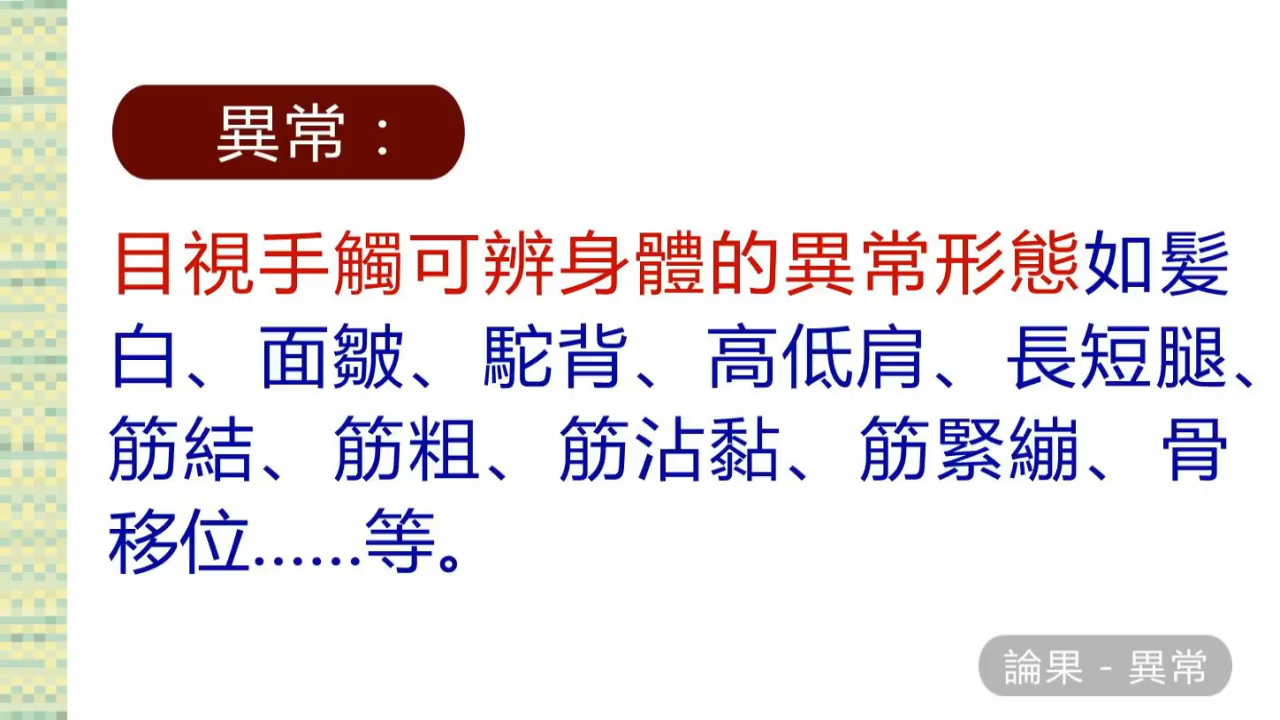 異常：
目視手觸可辨身體的異常形態如髮
白、面皺、駝背、高低肩、長短腿、
筋結、筋粗、筋沾黏、筋緊繃、骨
移位......等。
論果 - 異常